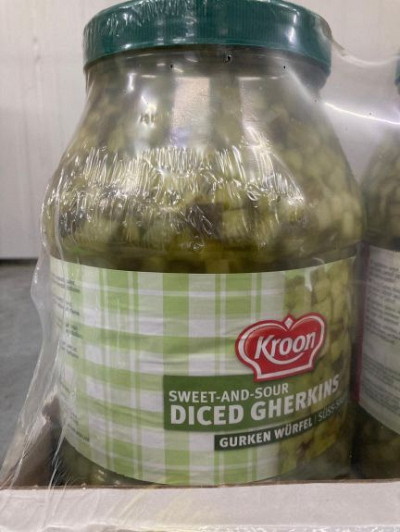 Kroon
SWEET-AND-SOUR
DICED GHERKINS
GURKEN WÜRFEL